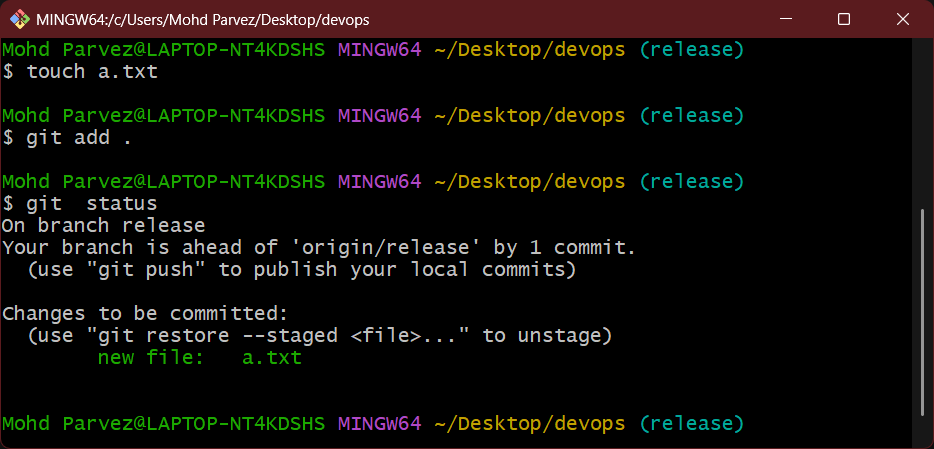 MINGW64:/c/Users/Mohd Parvez/Desktop/devops
Mohd Parvez@LAPTOP-NT4KDSHS MINGW64 ~/Desktop/devops (release)
$ touch a.txt
Mohd Parvez@LAPTOP-NT4KDSHS MINGW64 ~/Desktop/devops (release)
$ git add .
Mohd Parvez@LAPTOP-NT4KDSHS MINGW64 ~/Desktop/devops (release)
$ git  status
On branch release
Your branch is ahead of 'origin/release' by 1 commit.
  (use "git push" to publish your local commits)
Changes to be committed:
  (use "git restore --staged <file>..." to unstage)
        new file:   a.txt
Mohd Parvez@LAPTOP-NT4KDSHS MINGW64 ~/Desktop/devops (release)